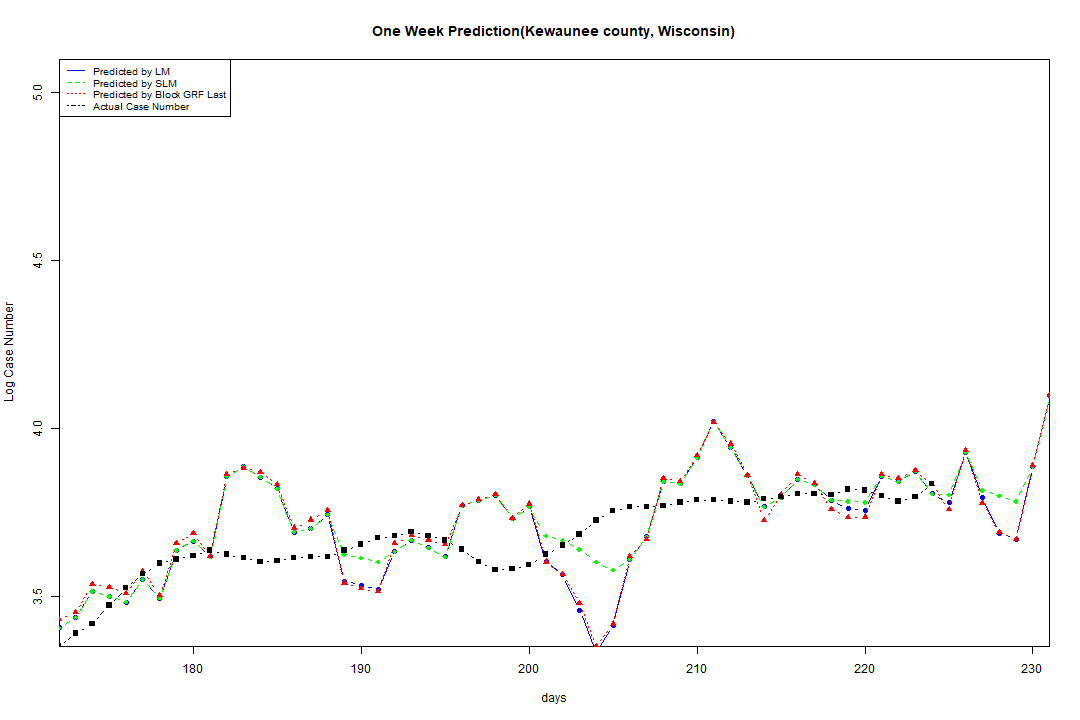 One Week Prediction(Kewaunee county, Wisconsin)
Predicted by LM
Predicted by SLM
Predicted by Block GRF Last
Actual Case Number
5.0
4.5
4.0
3.5
Log Case Number
180 190 200 210 220 230
days